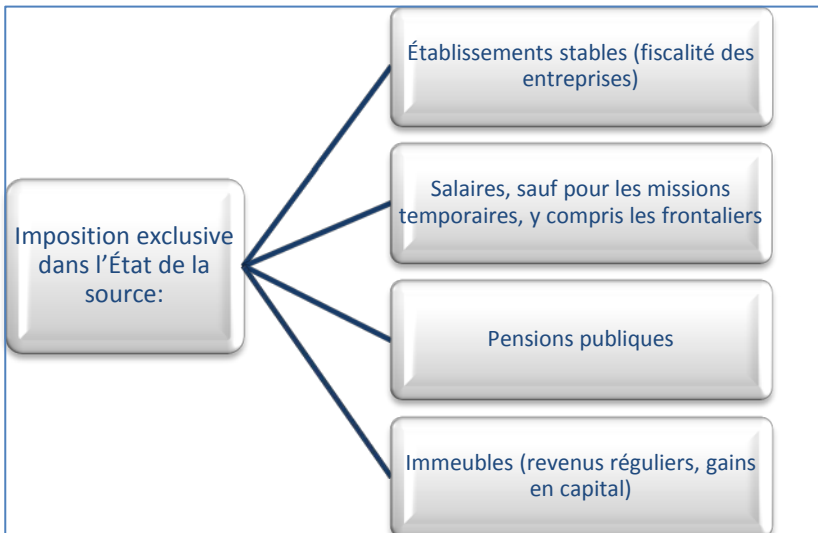 Imposition exclusive
dans l’État de la
source:
Établissements stables (fiscalité des
entreprises)
Salaires, sauf pour les missions
temporaires, y compris les frontaliers
Pensions publiques
Immeubles (revenus réguliers, gains
en capital)